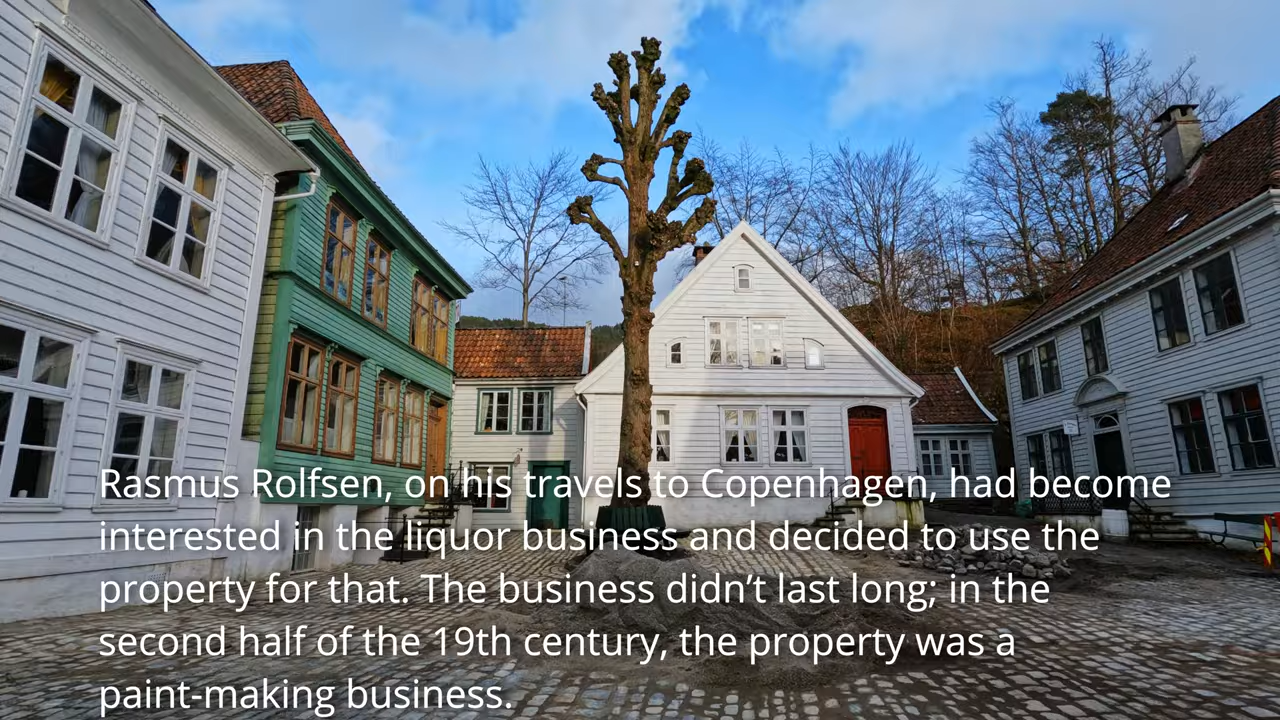 Rasmus Rolfsen, on his travels to Copenhagen, had become
interested in the liquor business and decided to use the
property for that. The business didn’t last long; in the
second half of the 19th century, the property was a
paint-making business.